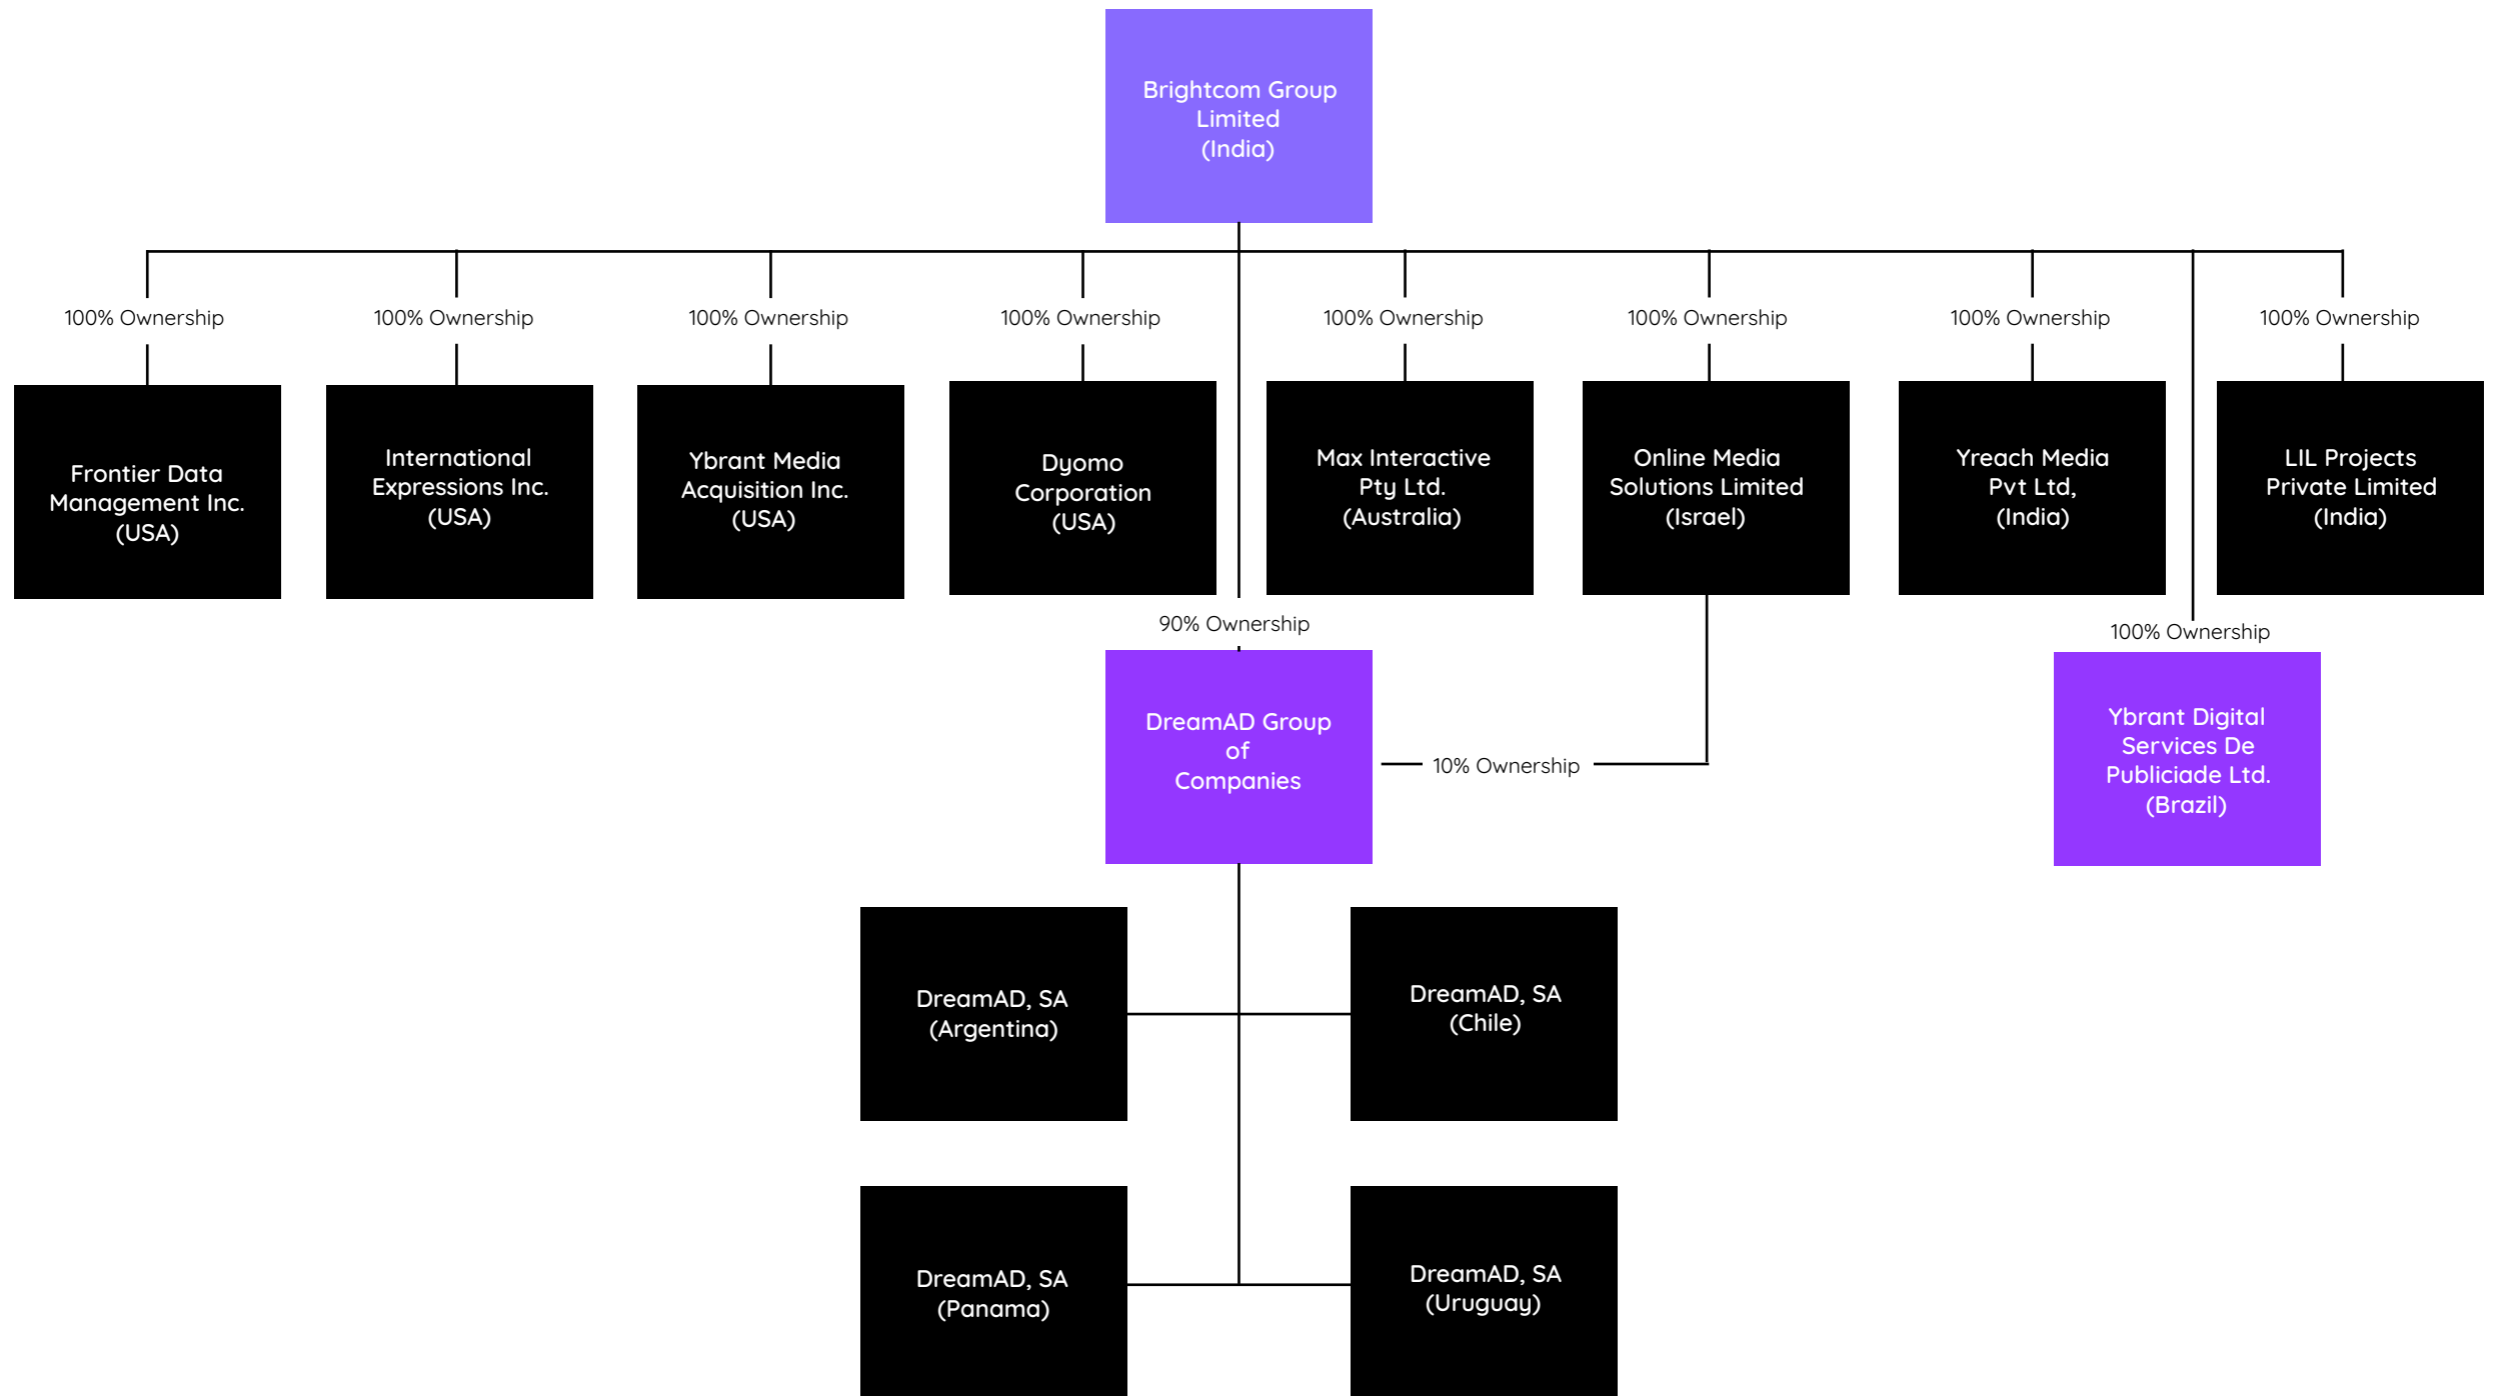 Brightcom Group
Limited
(India)
100% Ownership
100% Ownership
100% Ownership
100% Ownership
100% Ownership
100% Ownership
100% Ownership
100% Ownership
Frontier Data
Management Inc.
(USA)
International
Expressions Inc.
(USA)
Ybrant Media
Acquisition Inc.
(USA)
Dyomo
Corporation
(USA)
Max Interactive
Pty Ltd.
(Australia)
Online Media
Solutions Limited
(Israel)
Yreach Media
Pvt Ltd,
(India)
LIL Projects
Private Limited
(India)
90% Ownership
100% Ownership
DreamAD Group
of
Companies
10% Ownership
Ybrant Digital
Services De
Publiciade Ltd.
(Brazil)
DreamAD, SA
(Argentina)
DreamAD, SA
(Chile)
DreamAD, SA
(Panama)
DreamAD, SA
(Uruguay)